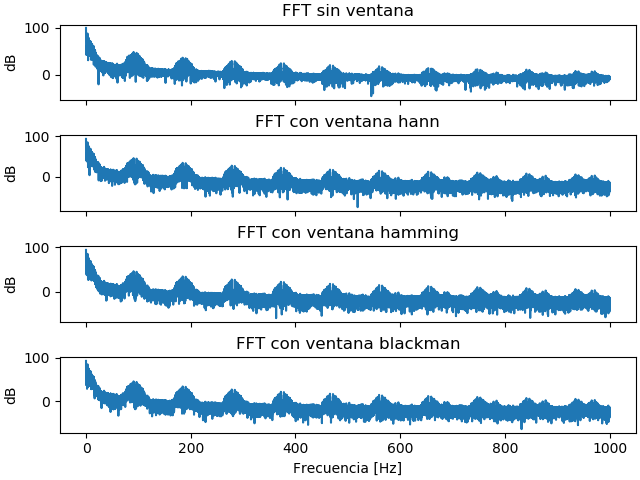 FFT sin ventana
100
0
dB
FFT con ventana hann
100
0
dB
FFT con ventana hamming
100
0
dB
FFT con ventana blackman
100
0
dB
0 200 400 600 800 1000
Frecuencia [Hz]